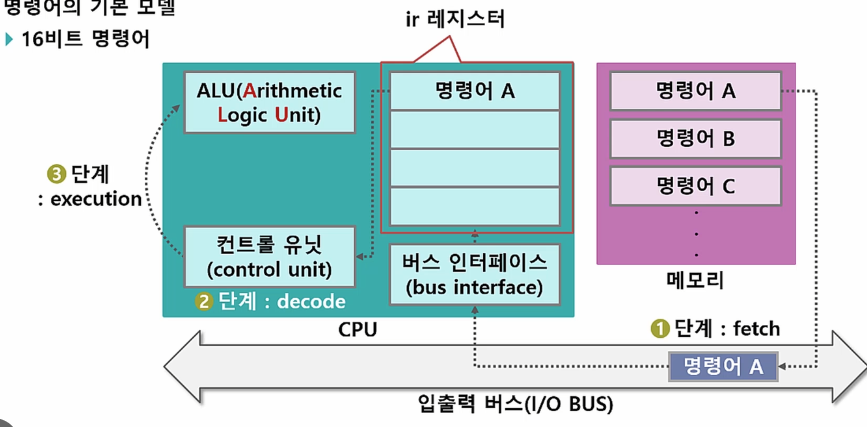 명령어의 기본 모델
16비트 명령어
ir 레지스터
ALU(Arithmetic
Logic Unit)
명령어 A
명령어 A
명령어 B
명령어 C
3 단계
: execution
컨트롤 유닛
(control unit)
버스 인터페이스
(bus interface)
메모리
2 단계 : decode
CPU
1 단계 : fetch
명령어 A
입출력 버스(I/O BUS)